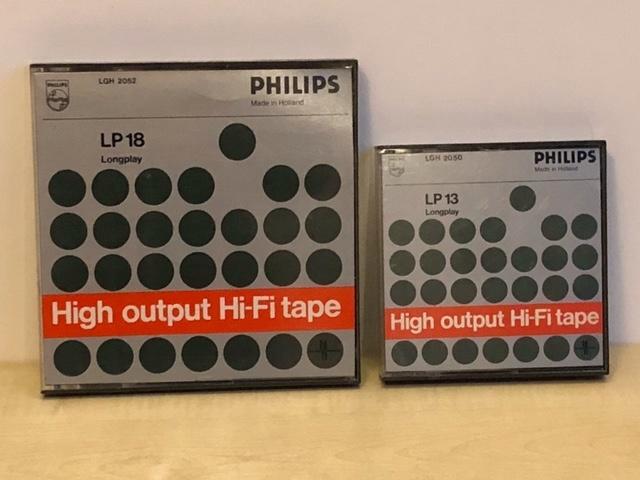 PHILIPS
LGH 2052
PHILIPS
Made in Holland
LP 18
Longplay
High output Hi-Fi tape
LGH 2050
PHILIPS
Made in Holland
LP 13
Longplay
High output Hi-Fi tape